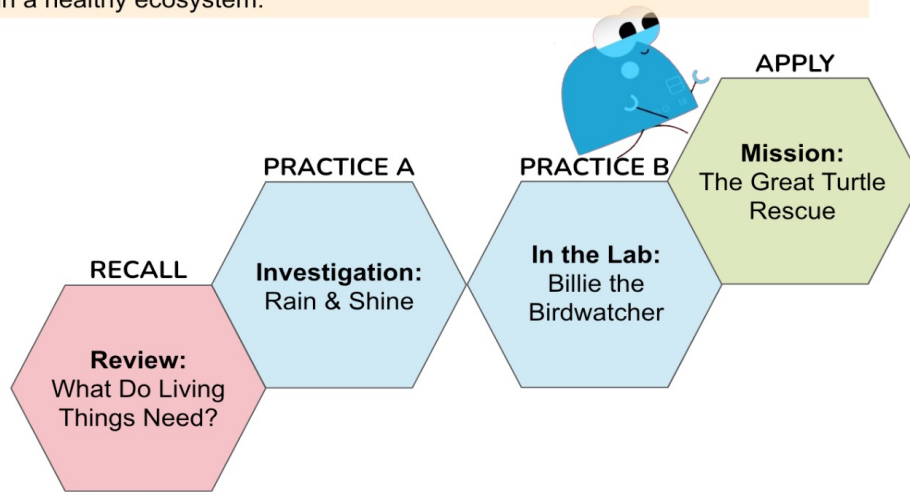 in a healthy ecosystem.
APPLY
Mission:
The Great Turtle
Rescue
PRACTICE A
PRACTICE B
Investigation:
Rain & Shine
In the Lab:
Billie the
Birdwatcher
RECALL
Review:
What Do Living
Things Need?